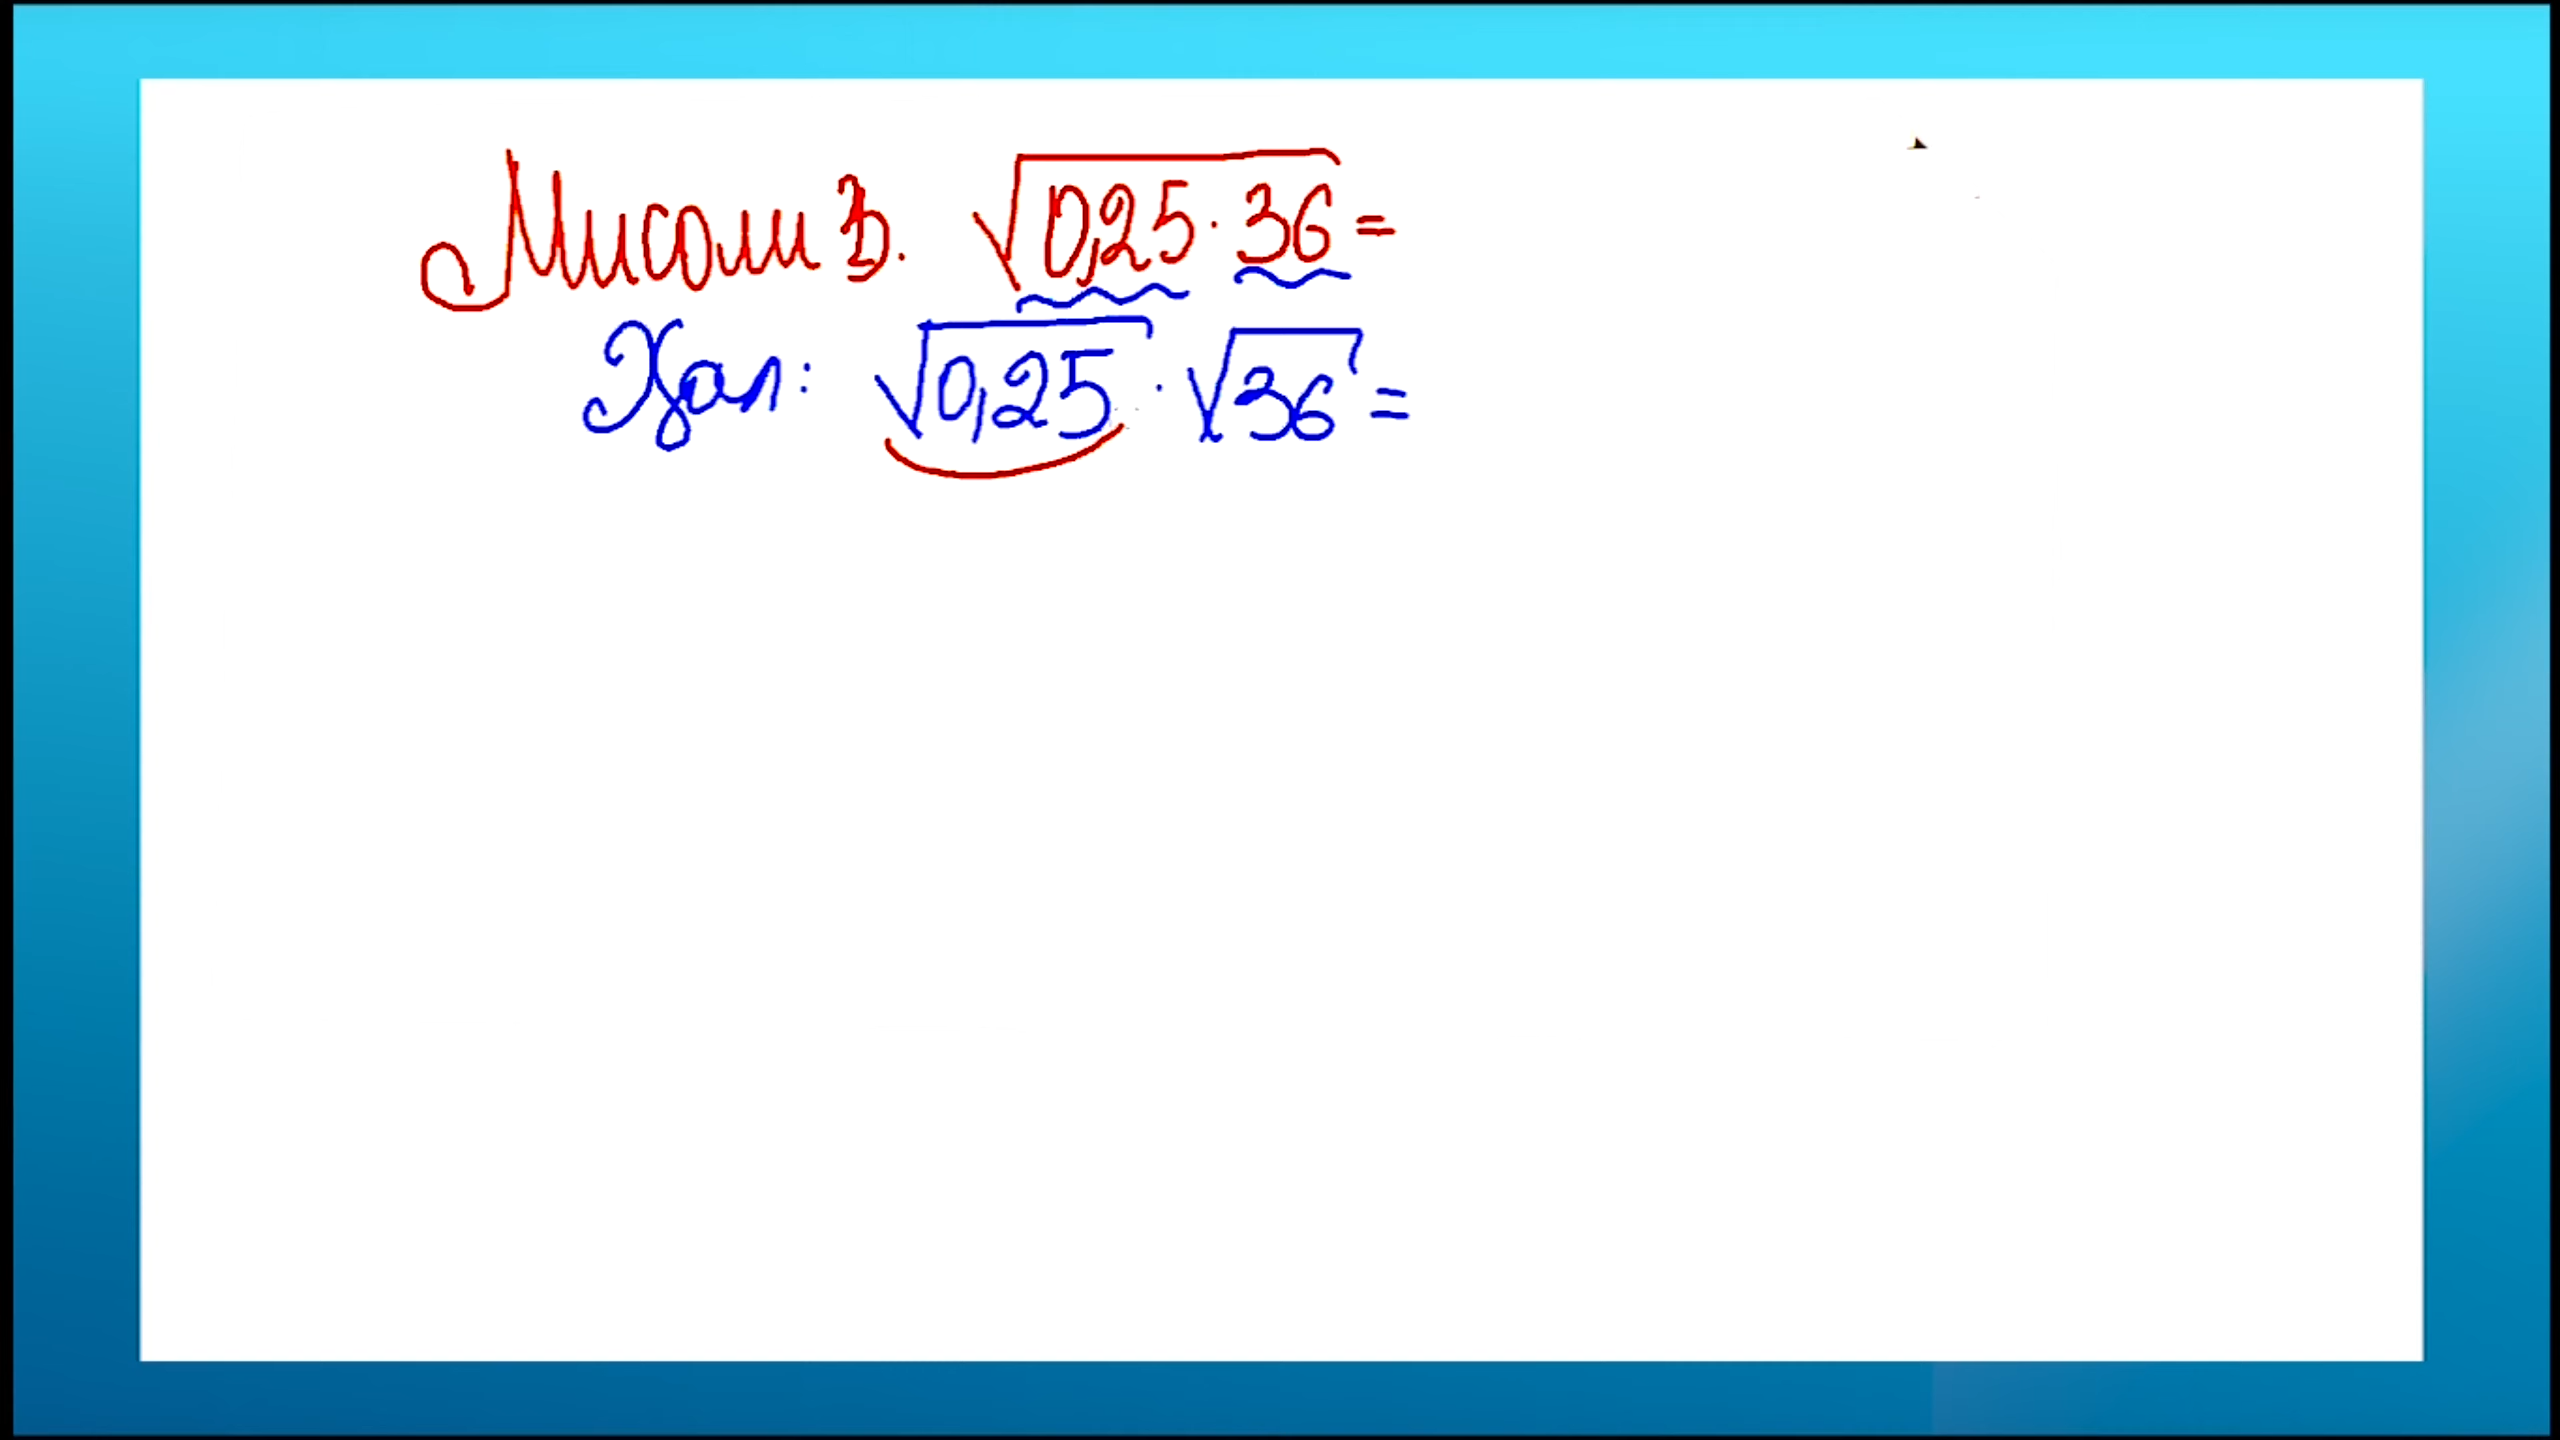 Мисоли 3. √0,25 · 36 =
Ҳал: √0,25 · √36 =